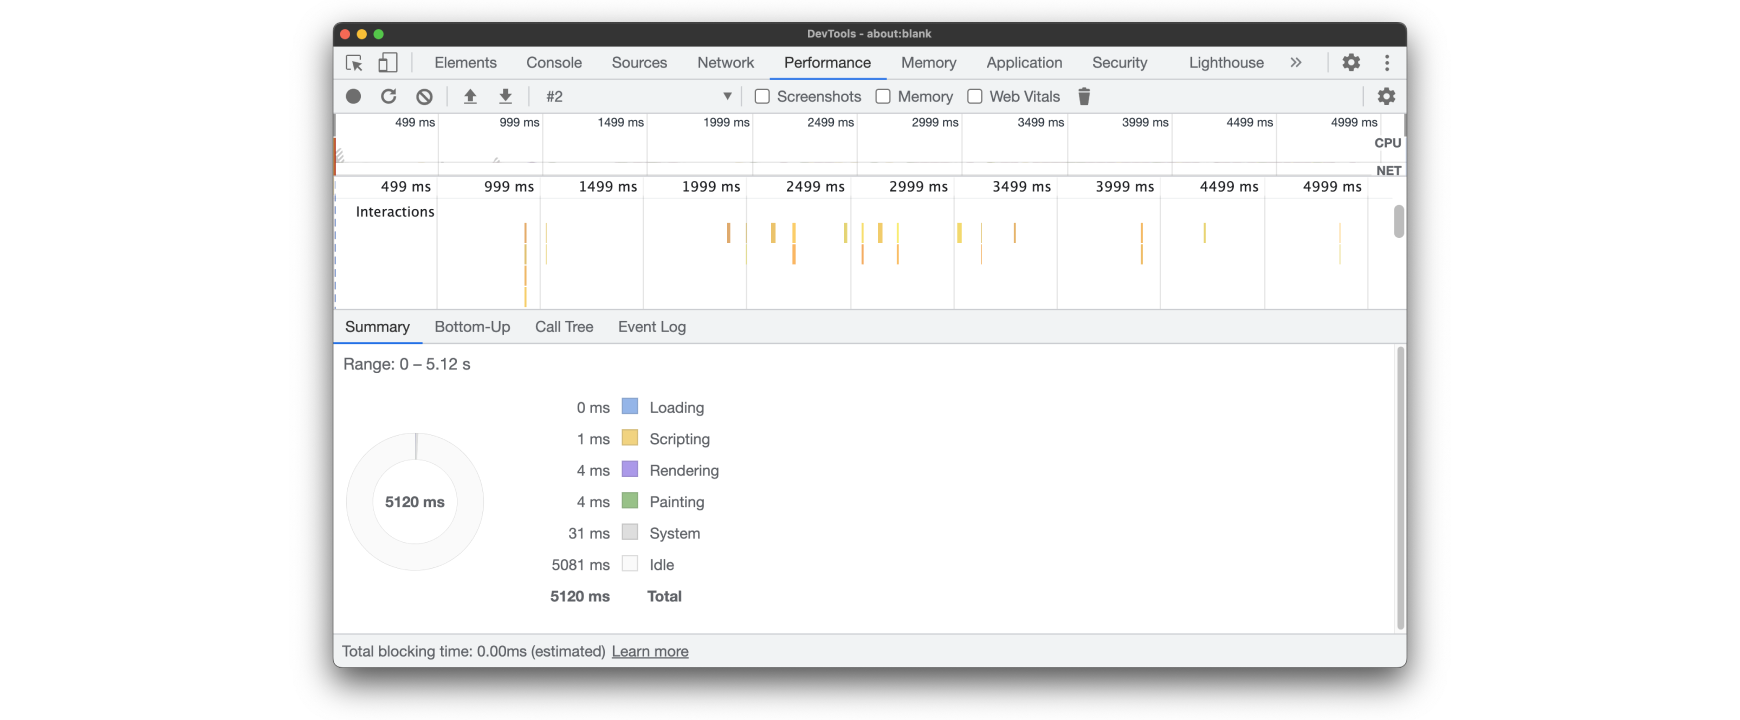 DevTools - about:blank
Elements Console Sources Network Performance Memory Application Security Lighthouse »
#2 ▼ Screenshots Memory Web Vitals
499 ms 999 ms 1499 ms 1999 ms 2499 ms 2999 ms 3499 ms 3999 ms 4499 ms 4999 ms
CPU
NET
499 ms 999 ms 1499 ms 1999 ms 2499 ms 2999 ms 3499 ms 3999 ms 4499 ms 4999 ms
Interactions
Summary Bottom-Up Call Tree Event Log
Range: 0 – 5.12 s
0 ms Loading
1 ms Scripting
4 ms Rendering
5120 ms
4 ms Painting
31 ms System
5081 ms Idle
5120 ms Total
Total blocking time: 0.00ms (estimated) Learn more